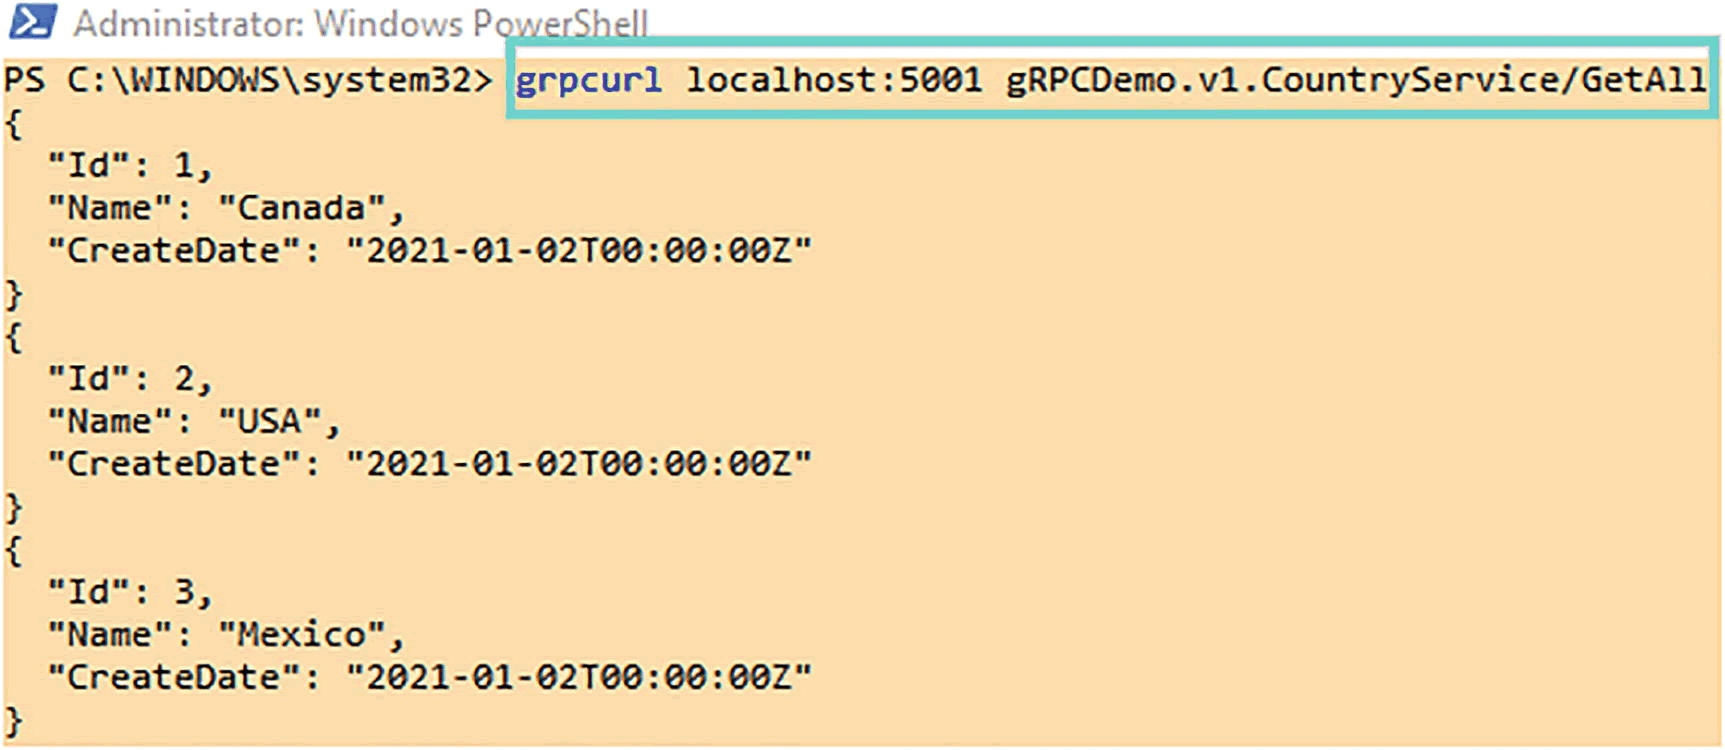 Administrator: Windows PowerShell
PS C:\WINDOWS\system32> grpcurl localhost:5001 gRPCDemo.v1.CountryService/GetAll
{
  "Id": 1,
  "Name": "Canada",
  "CreateDate": "2021-01-02T00:00:00Z"
}
{
  "Id": 2,
  "Name": "USA",
  "CreateDate": "2021-01-02T00:00:00Z"
}
{
  "Id": 3,
  "Name": "Mexico",
  "CreateDate": "2021-01-02T00:00:00Z"
}